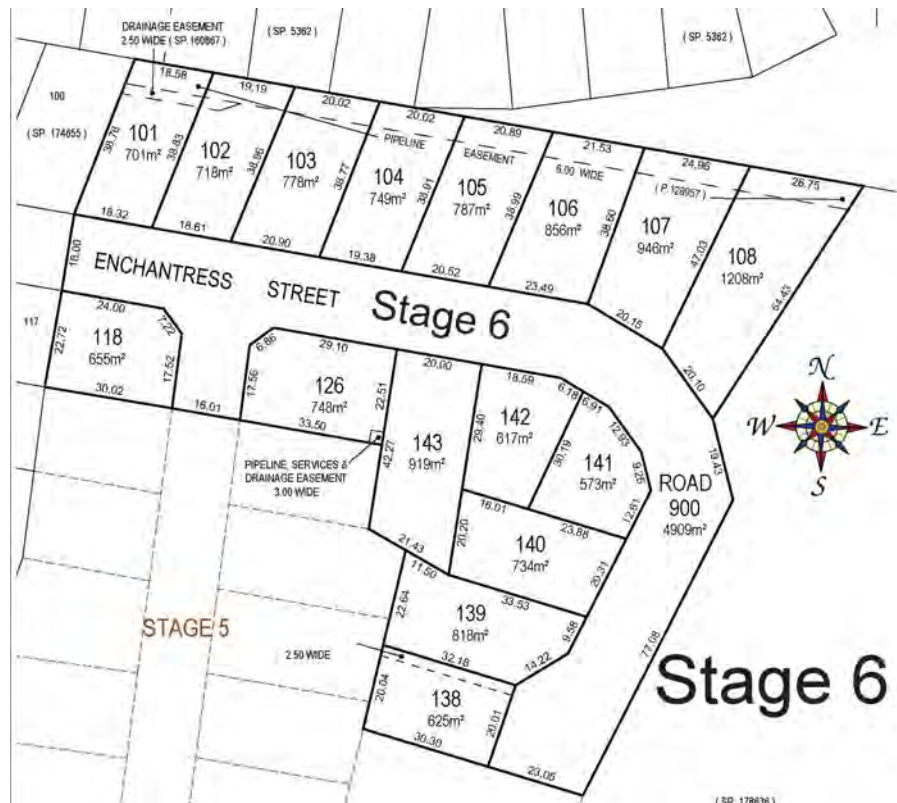 DRAINAGE EASEMENT
2.50 WIDE ( SP. 160867 )
( SP. 5362 )
( SP. 5362 )
100
( SP. 174855 )
18.58
19.19
20.02
20.02
20.89
21.53
24.96
26.75
PIPELINE EASEMENT 6.00 WIDE ( P.128957 )
38.76
101
701m²
38.83
102
718m²
38.86
103
778m²
38.77
104
749m²
38.91
105
787m²
38.99
106
856m²
38.60
107
946m²
47.03
108
1208m²
54.43
18.32
18.61
20.90
19.38
20.52
23.49
20.15
20.10
19.43
18.00
ENCHANTRESS STREET
Stage 6
117
24.00
7.22
22.72
118
655m²
17.52
30.02
16.01
6.86
29.10
17.56
126
748m²
22.51
33.50
PIPELINE, SERVICES &
DRAINAGE EASEMENT
3.00 WIDE
20.00
42.27
143
919m²
29.40
20.20
21.43
18.59
6.18
142
617m²
30.19
16.01
6.91
12.93
9.25
141
573m²
12.81
23.88
140
734m²
20.31
33.53
11.50
22.64
139
818m²
9.58
14.22
32.18
2.50 WIDE
20.04
138
625m²
20.01
30.30
23.05
77.08
ROAD
900
4909m²
N
W
E
S
STAGE 5
Stage 6
( SP. 178636 )